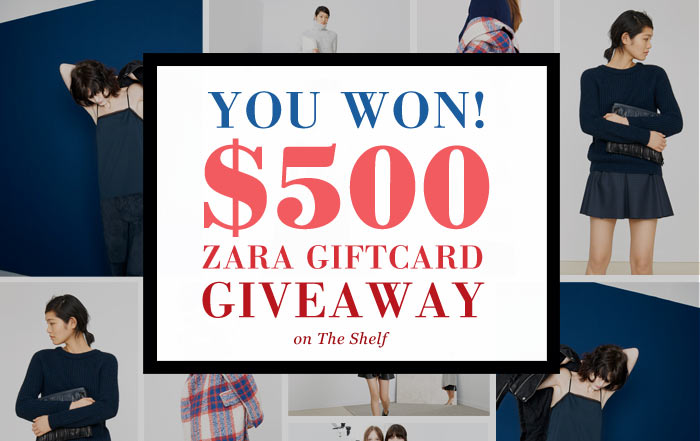 YOU WON!
$500
ZARA GIFTCARD
GIVEAWAY
on The Shelf